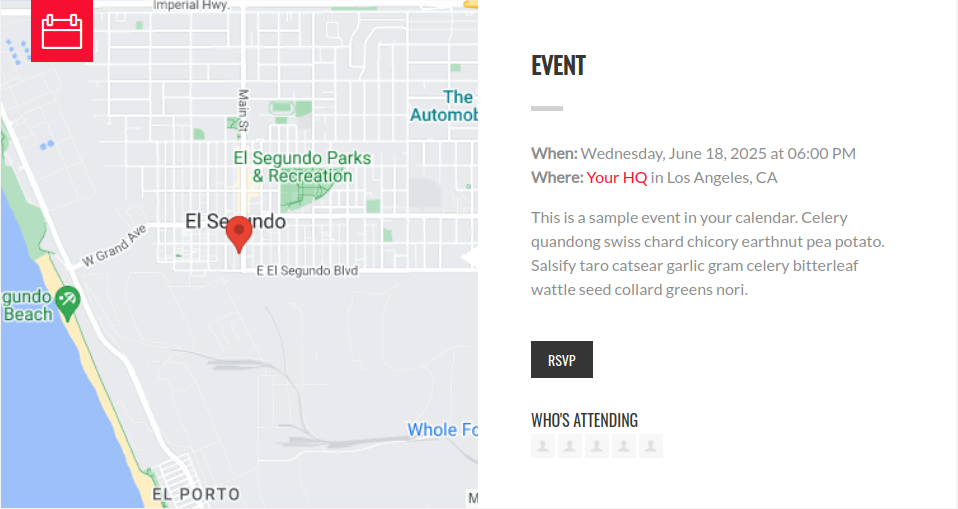 Imperial Hwy.
Main St
The
Automob
El Segundo Parks
& Recreation
El Segundo
W Grand Ave
E El Segundo Blvd
gundo
Beach
Whole Fo
EL PORTO
M
EVENT
When: Wednesday, June 18, 2025 at 06:00 PM
Where: Your HQ in Los Angeles, CA
This is a sample event in your calendar. Celery
quandong swiss chard chicory earthnut pea potato.
Salsify taro catsear garlic gram celery bitterleaf
wattle seed collard greens nori.
RSVP
WHO'S ATTENDING